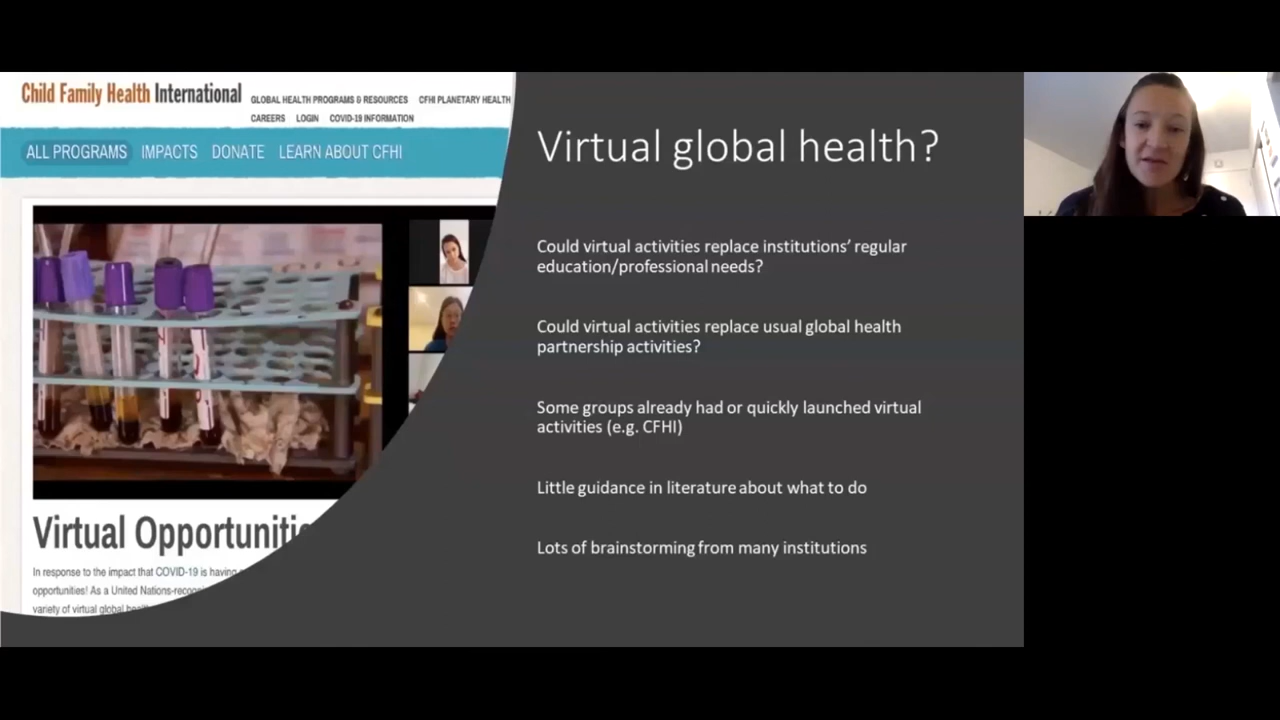 Child Family Health International
GLOBAL HEALTH PROGRAMS & RESOURCES CFHI PLANETARY HEALTH
CAREERS LOGIN COVID-19 INFORMATION
ALL PROGRAMS IMPACTS DONATE LEARN ABOUT CFHI
Virtual
In response to the impact that COVID-19 is having
opportunities! As a United
variety of virtual global
Virtual global health?
Could virtual activities replace institutions’ regular
education/professional needs?
Could virtual activities replace usual global health
partnership activities?
Some groups already had or quickly launched virtual
activities (e.g. CFHI)
Little guidance in literature about what to do
Lots of brainstorming from many institutions